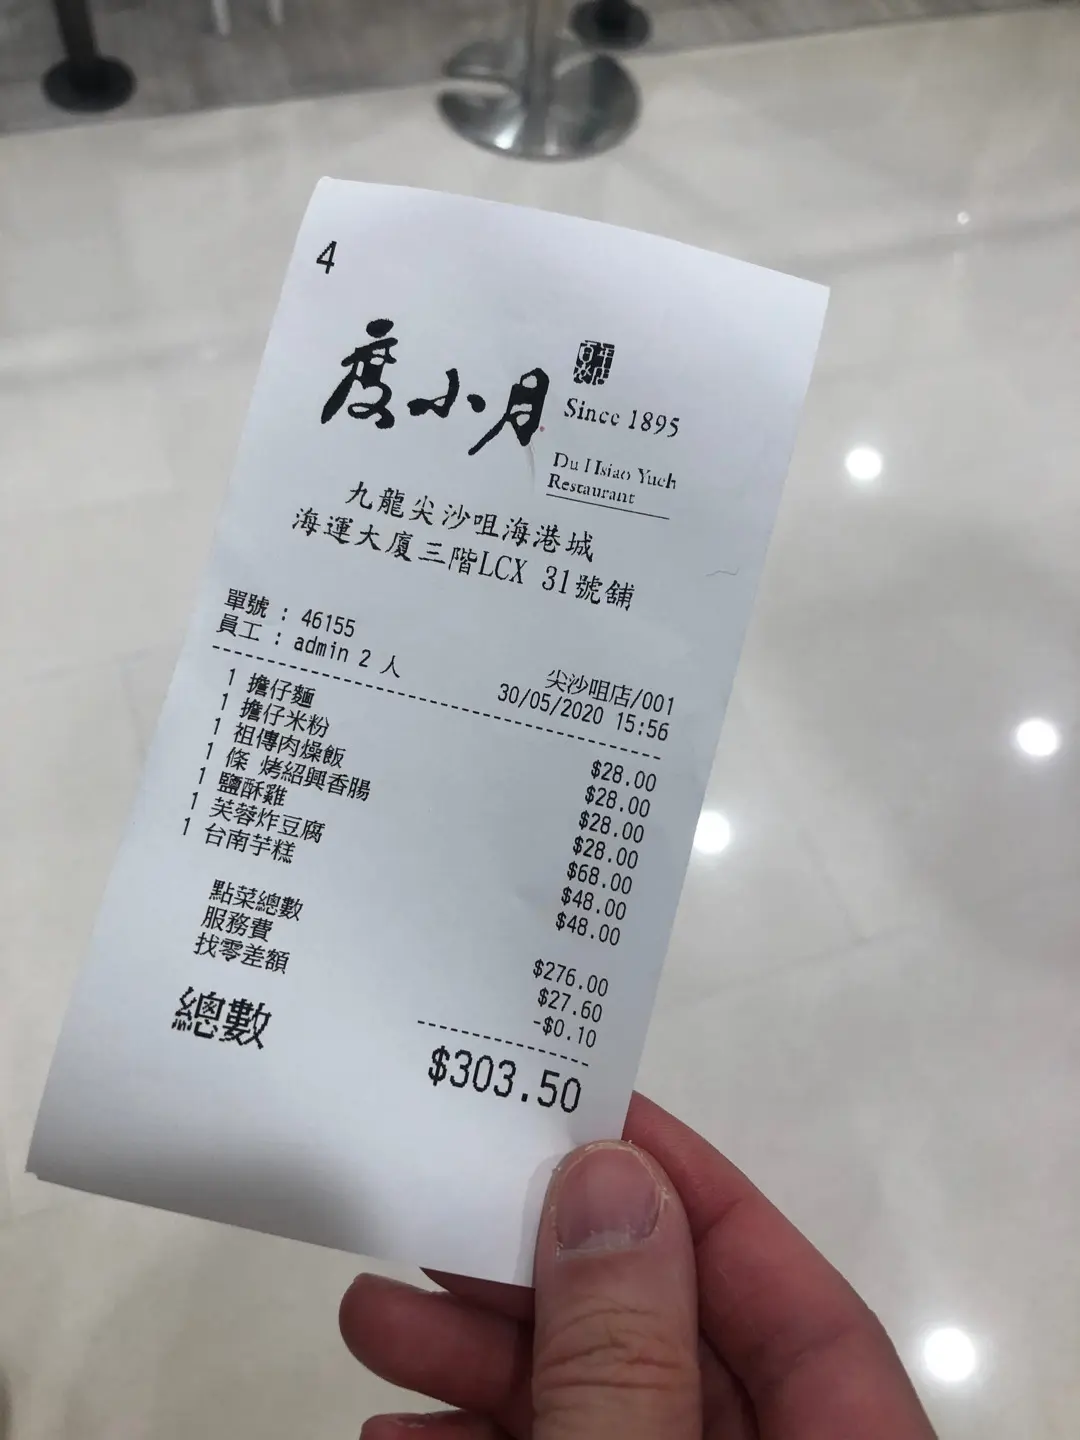 4
度小月
百年老店
Since 1895
Du Hsiao Yueh
Restaurant
九龍尖沙咀海港城
海運大廈三階LCX 31號舖
單號 : 46155
員工 : admin 2 人
尖沙咀店/001
30/05/2020 15:56
1 擔仔麵 $28.00
1 擔仔米粉 $28.00
1 祖傳肉燥飯 $28.00
1 條 烤紹興香腸 $28.00
1 鹽酥雞 $68.00
1 芙蓉炸豆腐 $48.00
1 台南芋糕 $48.00
點菜總數 $276.00
服務費 $27.60
找零差額 -$0.10
總數 $303.50